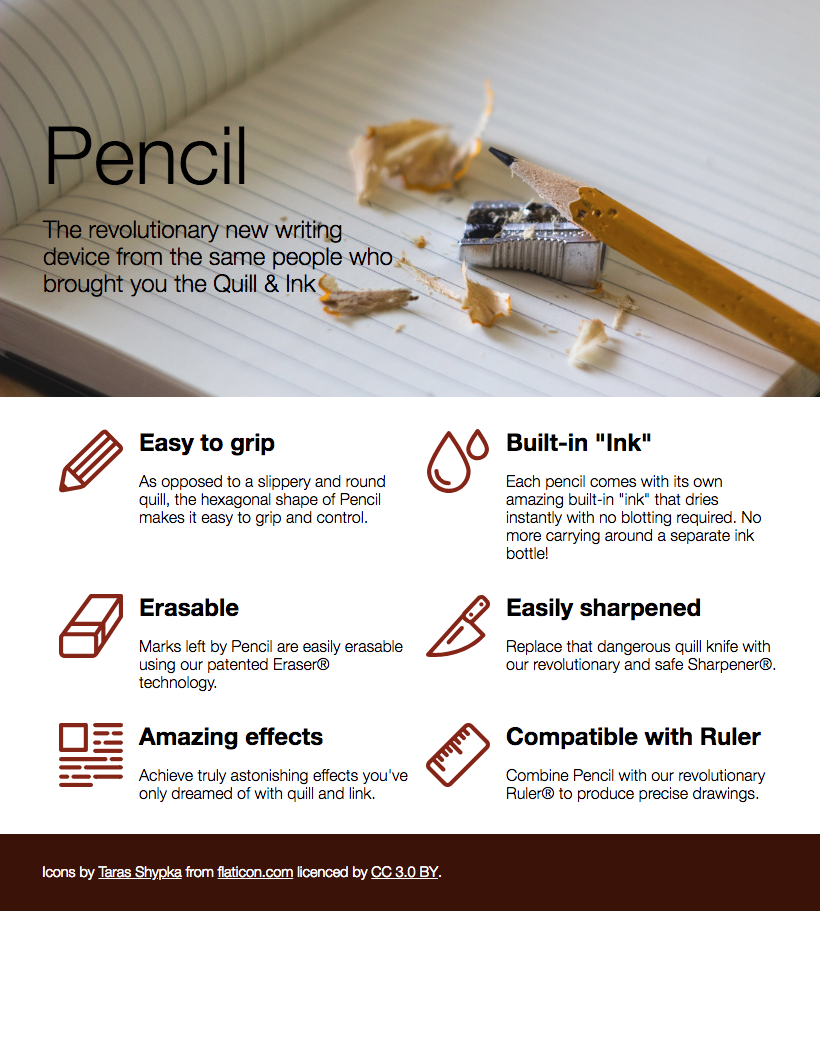 Pencil
The revolutionary new writing
device from the same people who
brought you the Quill & Ink
Easy to grip
As opposed to a slippery and round
quill, the hexagonal shape of Pencil
makes it easy to grip and control.
Built-in "Ink"
Each pencil comes with its own
amazing built-in "ink" that dries
instantly with no blotting required. No
more carrying around a separate ink
bottle!
Erasable
Marks left by Pencil are easily erasable
using our patented Eraser®
technology.
Easily sharpened
Replace that dangerous quill knife with
our revolutionary and safe Sharpener®.
Amazing effects
Achieve truly astonishing effects you've
only dreamed of with quill and link.
Compatible with Ruler
Combine Pencil with our revolutionary
Ruler® to produce precise drawings.
Icons by Taras Shypka from flaticon.com licenced by CC 3.0 BY.